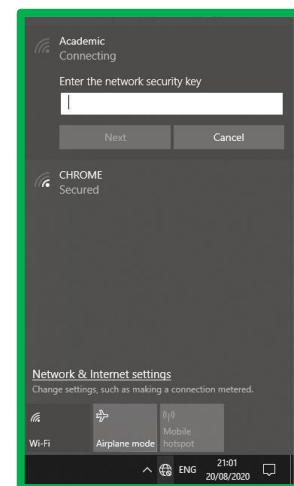 Academic
Connecting
Enter the network security key
Next
Cancel
CHROME
Secured
Network & Internet settings
Change settings, such as making a connection metered.
Wi-Fi
Airplane mode
Mobile
hotspot
ENG
21:01
20/08/2020